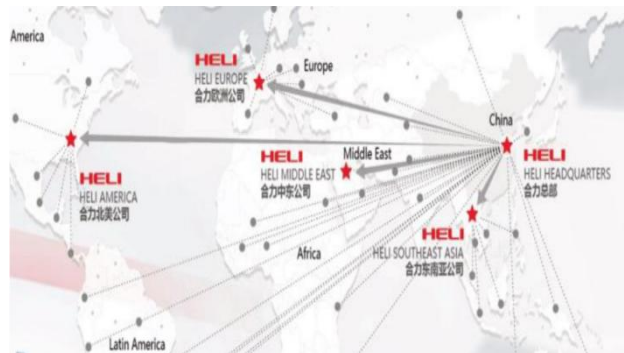 America
HELI
HELI EUROPE
合力欧洲公司
Europe
China
HELI
HELI HEADQUARTERS
合力总部
Middle East
HELI
HELI MIDDLE EAST
合力中东公司
HELI
HELI AMERICA
合力北美公司
HELI
HELI SOUTHEAST ASIA
合力东南亚公司
Africa
Latin America